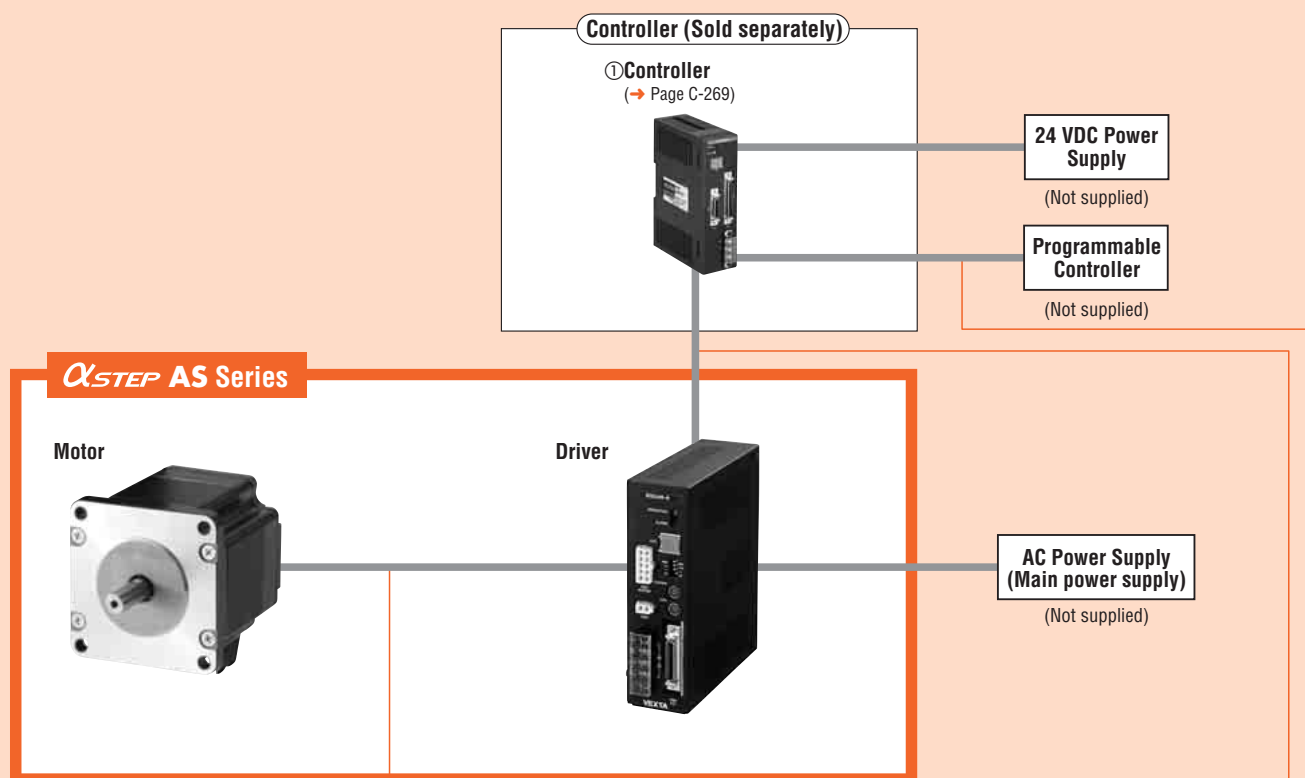 Controller (Sold separately)
①Controller
(➜ Page C-269)
24 VDC Power
Supply
(Not supplied)
Programmable
Controller
(Not supplied)
αSTEP AS Series
Motor
Driver
AC Power Supply
(Main power supply)
(Not supplied)
VEXTA